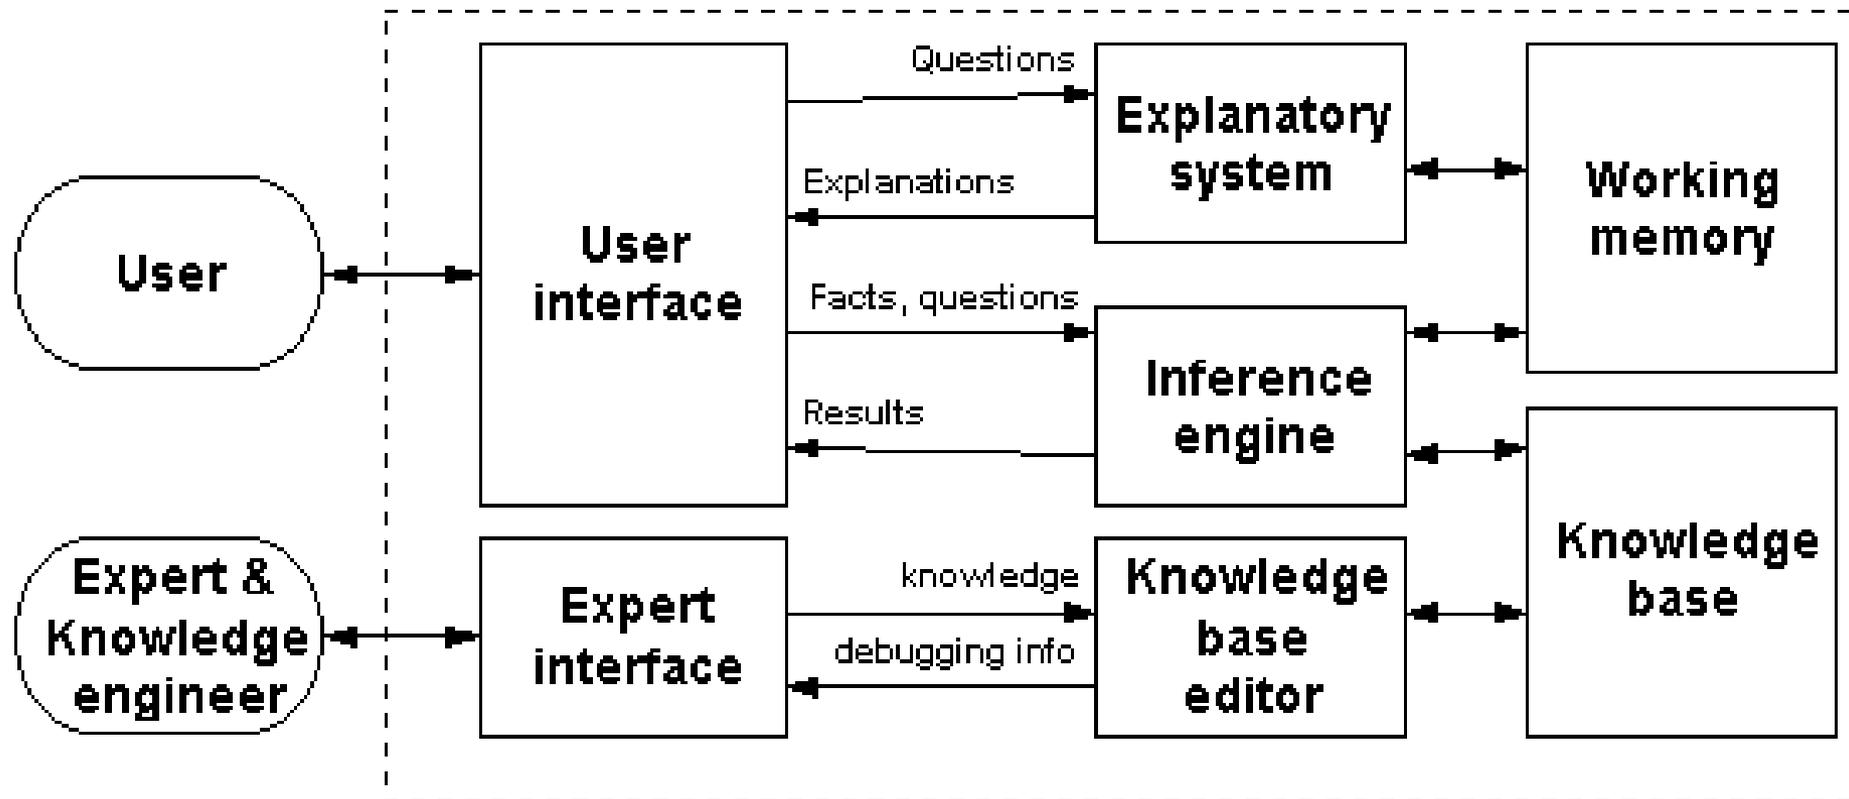 User
Expert &
Knowledge
engineer
User
interface
Expert
interface
Questions
Explanations
Facts, questions
Results
knowledge
debugging info
Explanatory
system
Inference
engine
Knowledge
base
editor
Working
memory
Knowledge
base